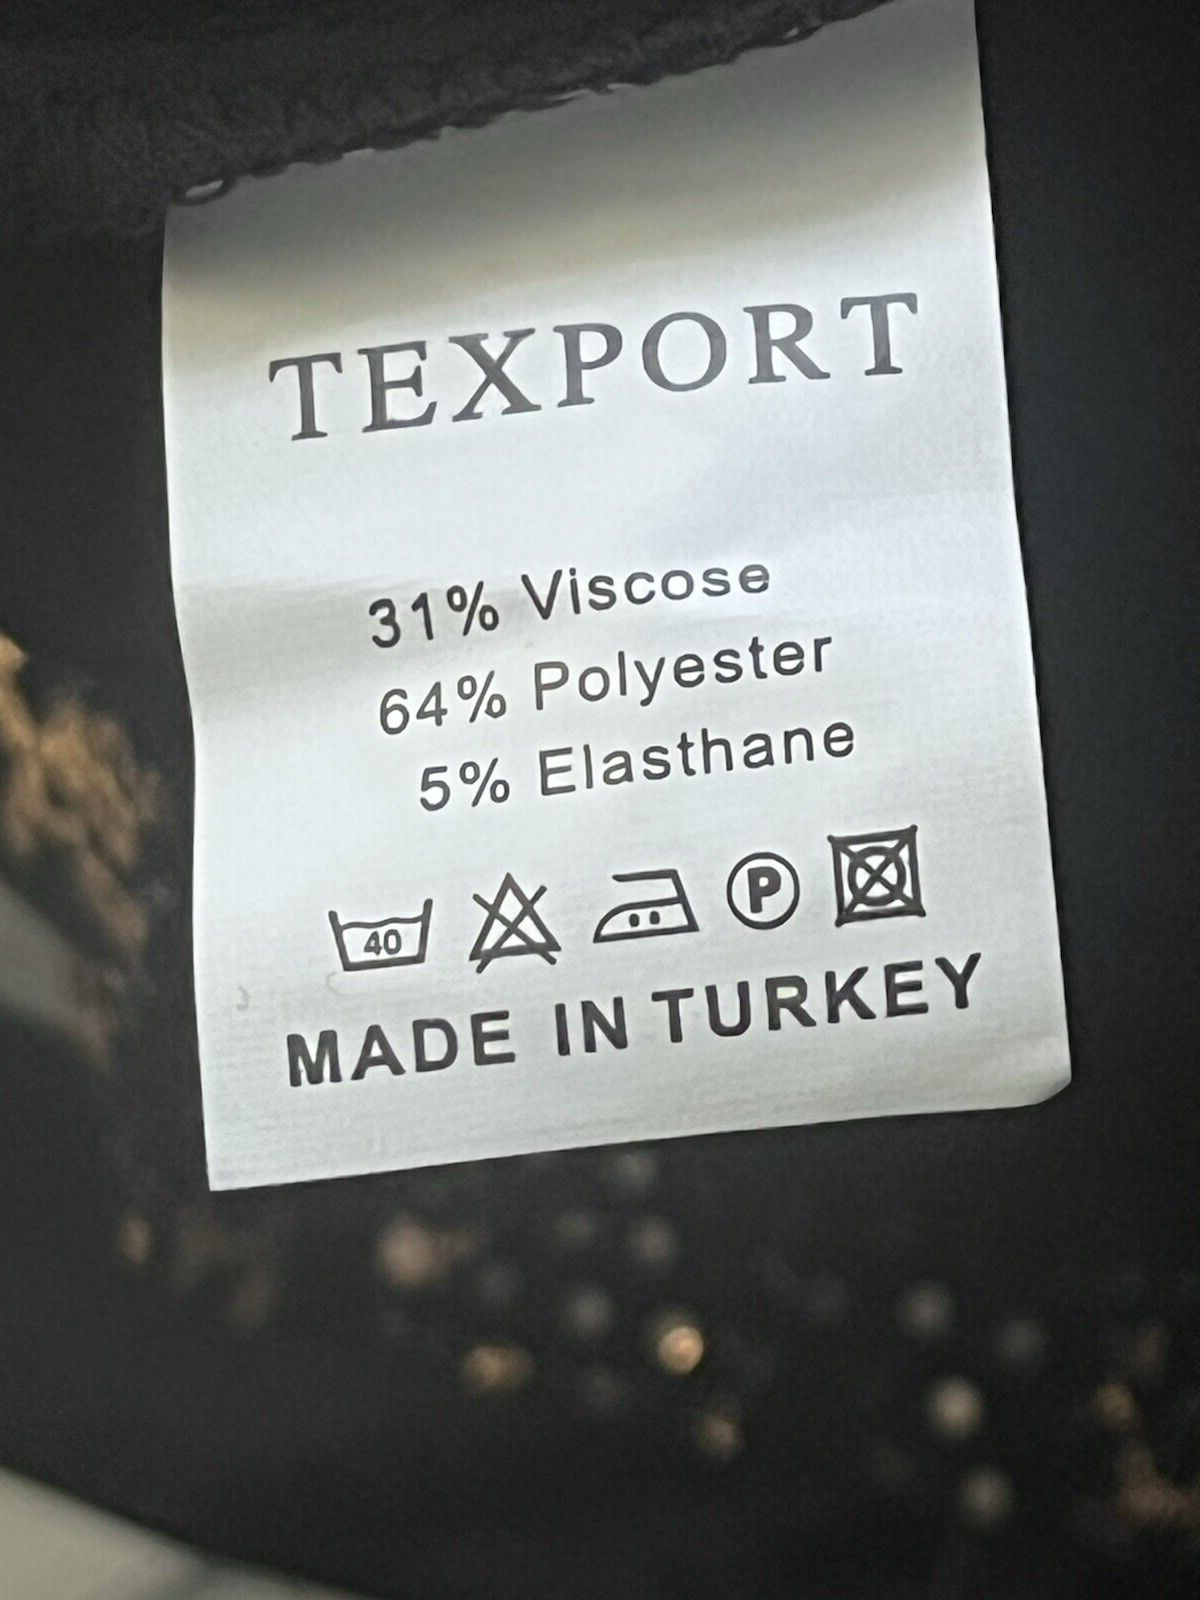 TEXPORT
31% Viscose
64% Polyester
5% Elasthane
40 P
MADE IN TURKEY